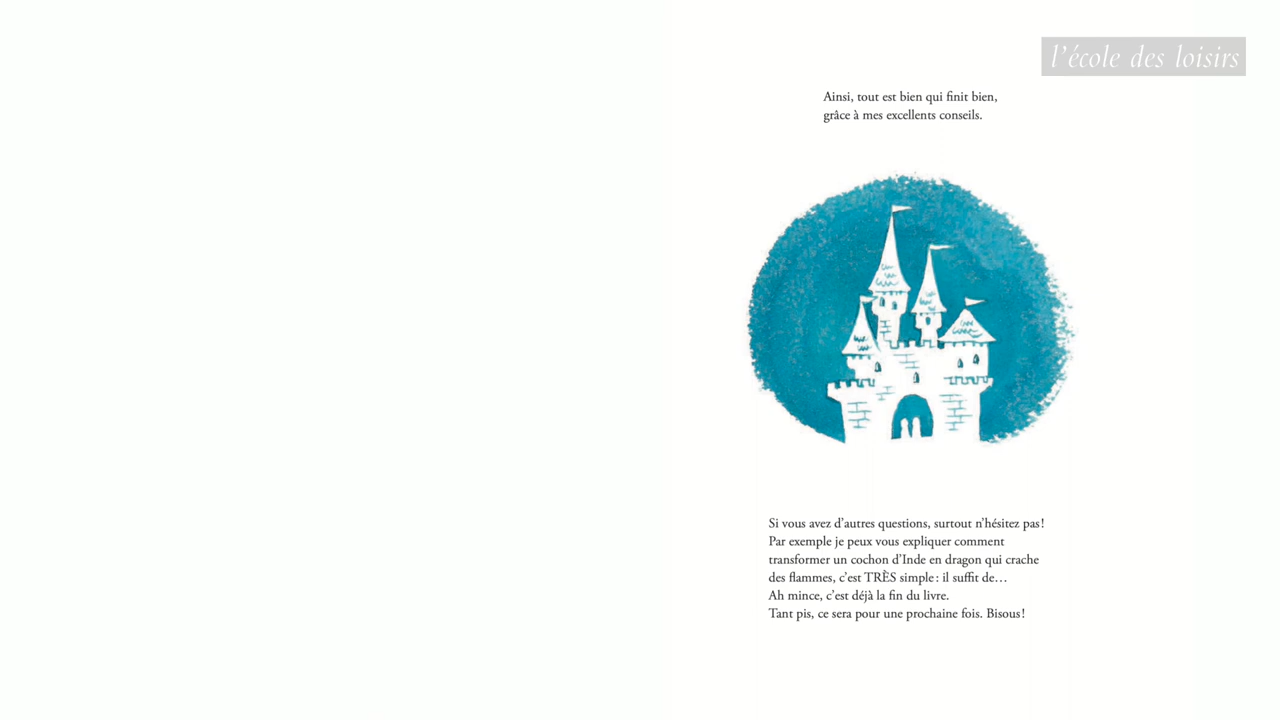 l'école des loisirs
Ainsi, tout est bien qui finit bien,
grâce à mes excellents conseils.
Si vous avez d'autres questions, surtout n'hésitez pas !
Par exemple je peux vous expliquer comment
transformer un cochon d'Inde en dragon qui crache
des flammes, c'est TRÈS simple : il suffit de…
Ah mince, c'est déjà la fin du livre.
Tant pis, ce sera pour une prochaine fois. Bisous !